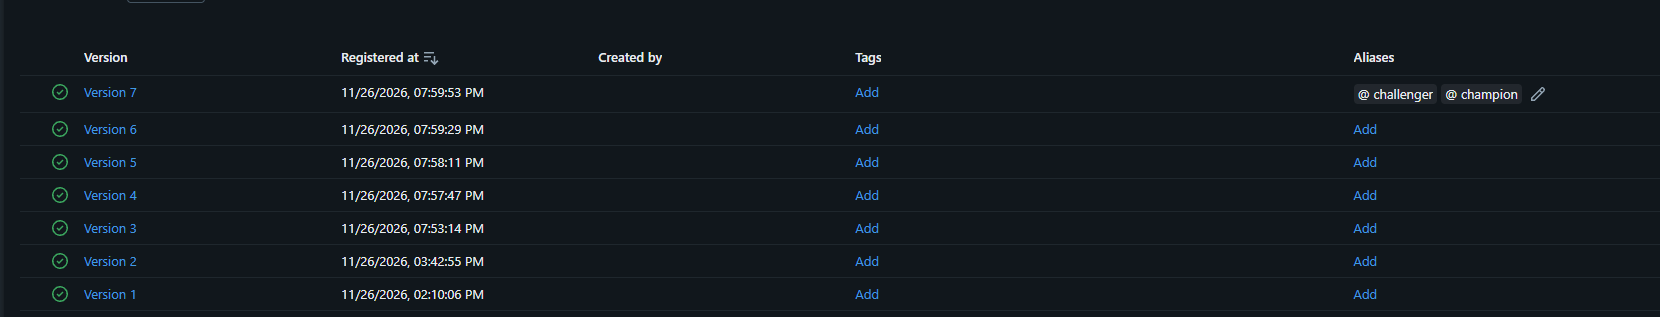 Version Registered at Created by Tags Aliases
Version 7 11/26/2026, 07:59:53 PM Add @ challenger @ champion
Version 6 11/26/2026, 07:59:29 PM Add Add
Version 5 11/26/2026, 07:58:11 PM Add Add
Version 4 11/26/2026, 07:57:47 PM Add Add
Version 3 11/26/2026, 07:53:14 PM Add Add
Version 2 11/26/2026, 03:42:55 PM Add Add
Version 1 11/26/2026, 02:10:06 PM Add Add